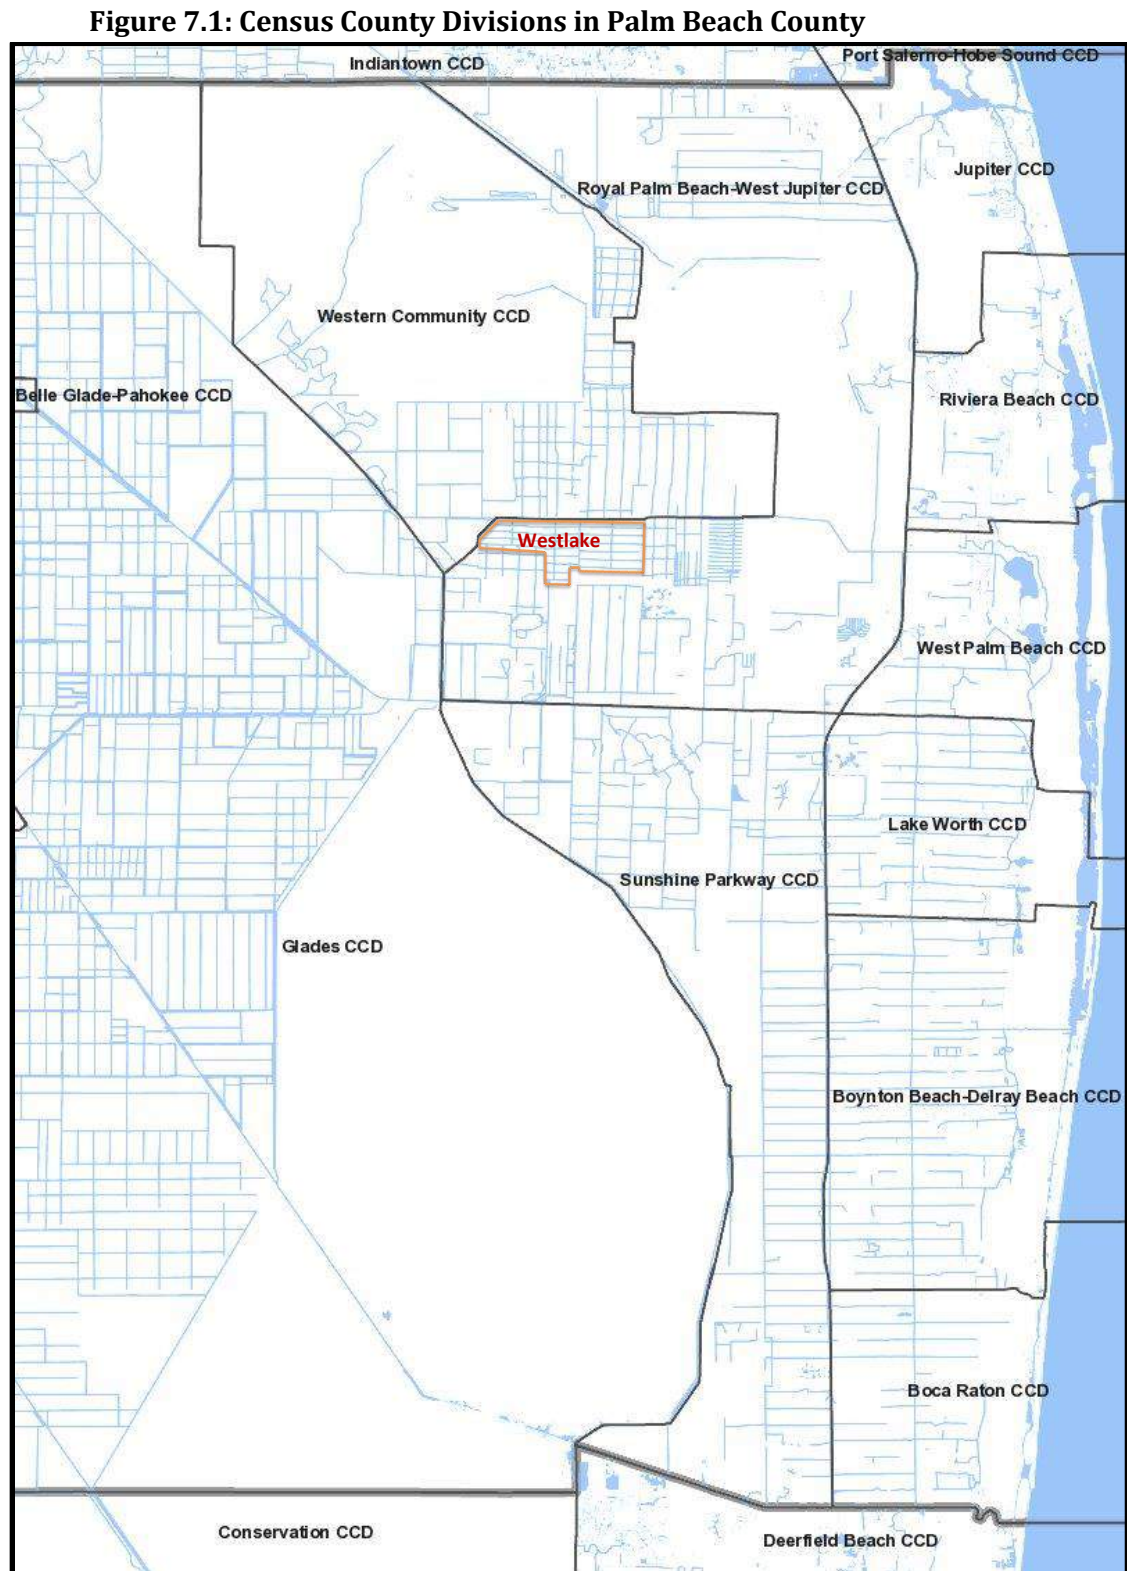 Figure 7.1: Census County Divisions in Palm Beach County
Indiantown CCD
Port Salerno-Hobe Sound CCD
Jupiter CCD
Royal Palm Beach-West Jupiter CCD
Western Community CCD
Belle Glade-Pahokee CCD
Riviera Beach CCD
Westlake
West Palm Beach CCD
Lake Worth CCD
Sunshine Parkway CCD
Glades CCD
Boynton Beach-Delray Beach CCD
Boca Raton CCD
Conservation CCD
Deerfield Beach CCD